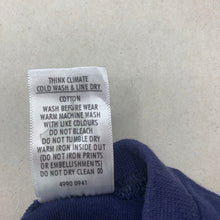 THINK CLIMATE
COLD WASH & LINE DRY
COTTON
WASH BEFORE WEAR
WARM MACHINE WASH
WITH LIKE COLOURS
DO NOT BLEACH
DO NOT TUMBLE DRY
WARM IRON INSIDE OUT
(DO NOT IRON PRINTS
OR EMBELLISHMENTS)
DO NOT DRY CLEAN
4990 0941